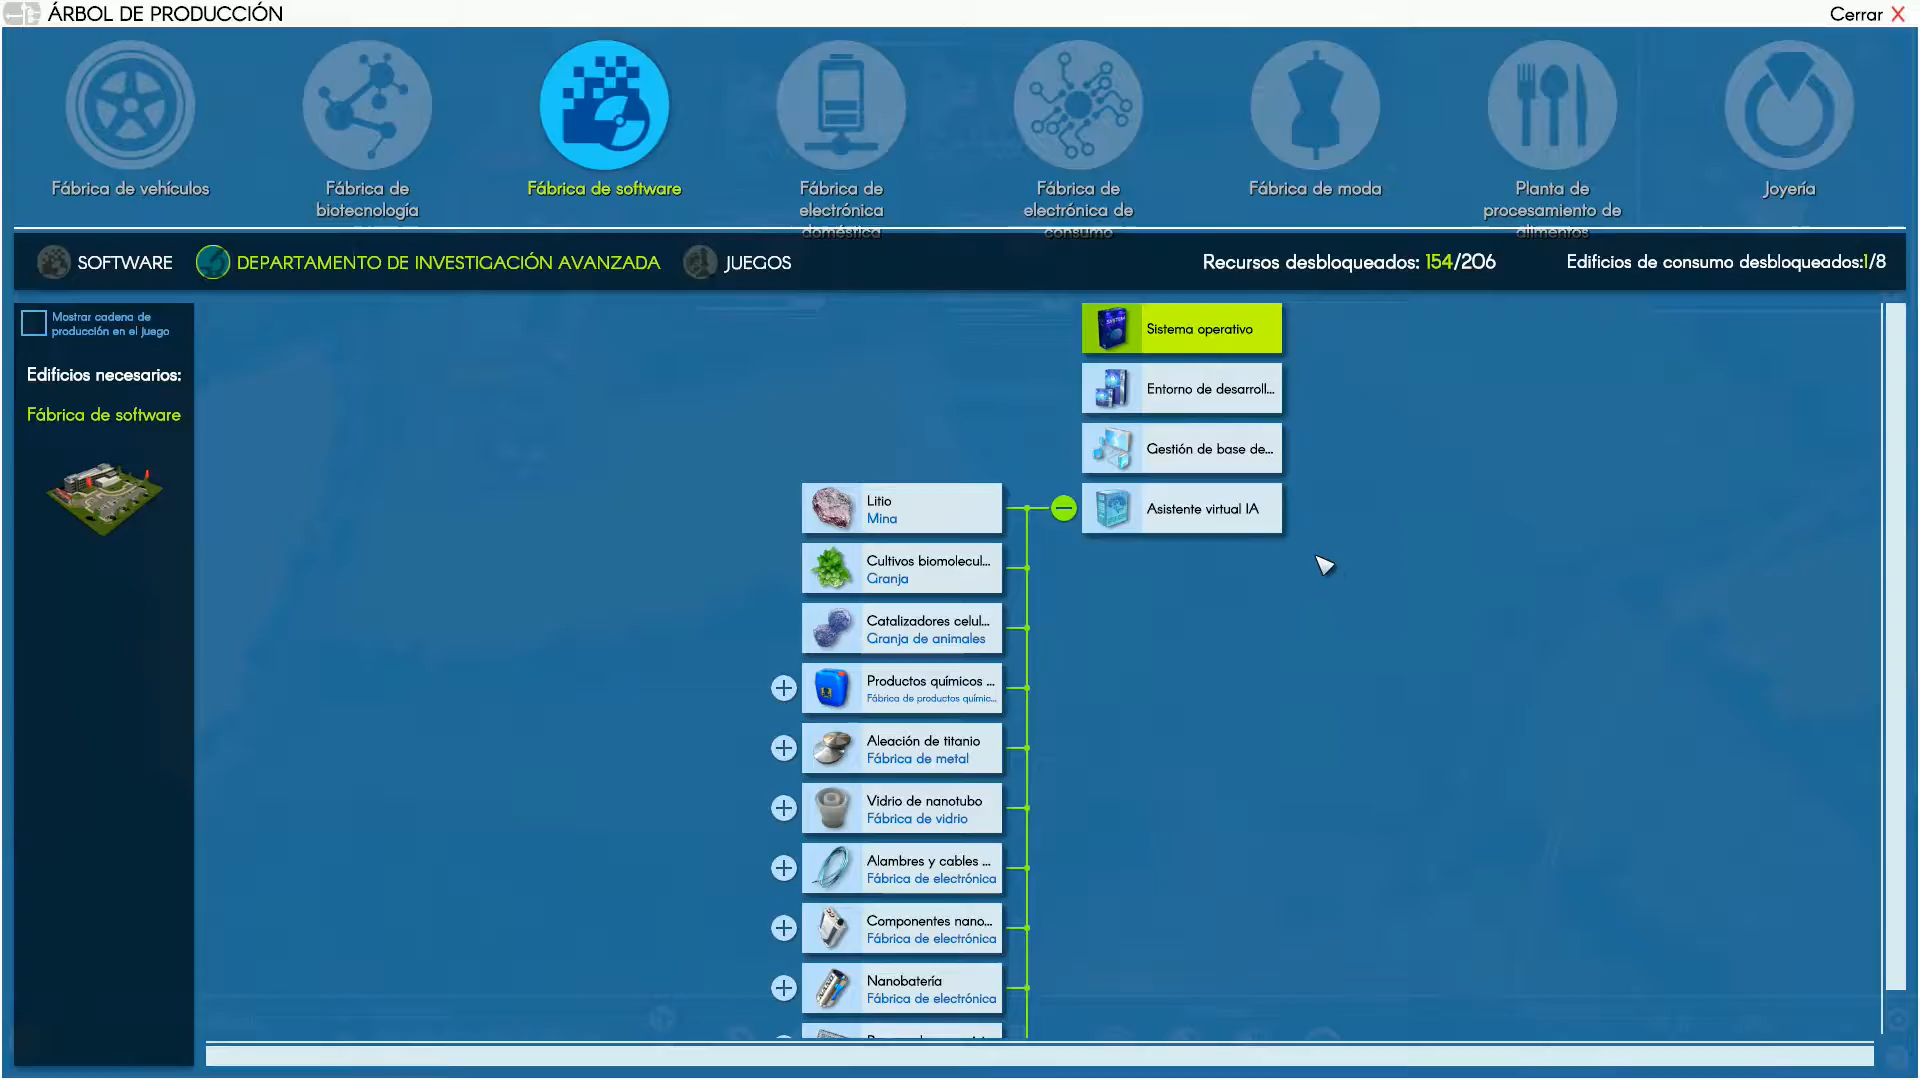 ÁRBOL DE PRODUCCIÓN
Cerrar X
Fábrica de vehículos
Fábrica de
biotecnología
Fábrica de software
Fábrica de
electrónica
doméstica
Fábrica de
electrónica de
consumo
Fábrica de moda
Planta de
procesamiento de
alimentos
Joyería
SOFTWARE
DEPARTAMENTO DE INVESTIGACIÓN AVANZADA
JUEGOS
Recursos desbloqueados: 154/206
Edificios de consumo desbloqueados:1/8
Mostrar cadena de
producción en el juego
Edificios necesarios:
Fábrica de software
Sistema operativo
Entorno de desarroll...
Gestión de base de...
Asistente virtual IA
Litio
Mina
Cultivos biomolecul...
Granja
Catalizadores celul...
Granja de animales
Productos químicos ...
Fábrica de productos químic...
Aleación de titanio
Fábrica de metal
Vidrio de nanotubo
Fábrica de vidrio
Alambres y cables ...
Fábrica de electrónica
Componentes nano...
Fábrica de electrónica
Nanobatería
Fábrica de electrónica